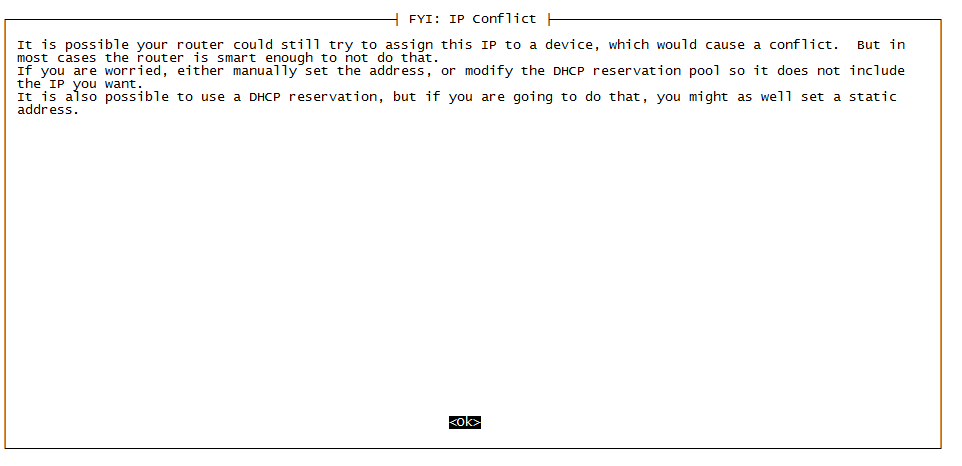 FYI: IP Conflict
It is possible your router could still try to assign this IP to a device, which would cause a conflict.  But in
most cases the router is smart enough to not do that.
If you are worried, either manually set the address, or modify the DHCP reservation pool so it does not include
the IP you want.
It is also possible to use a DHCP reservation, but if you are going to do that, you might as well set a static
address.
<Ok>